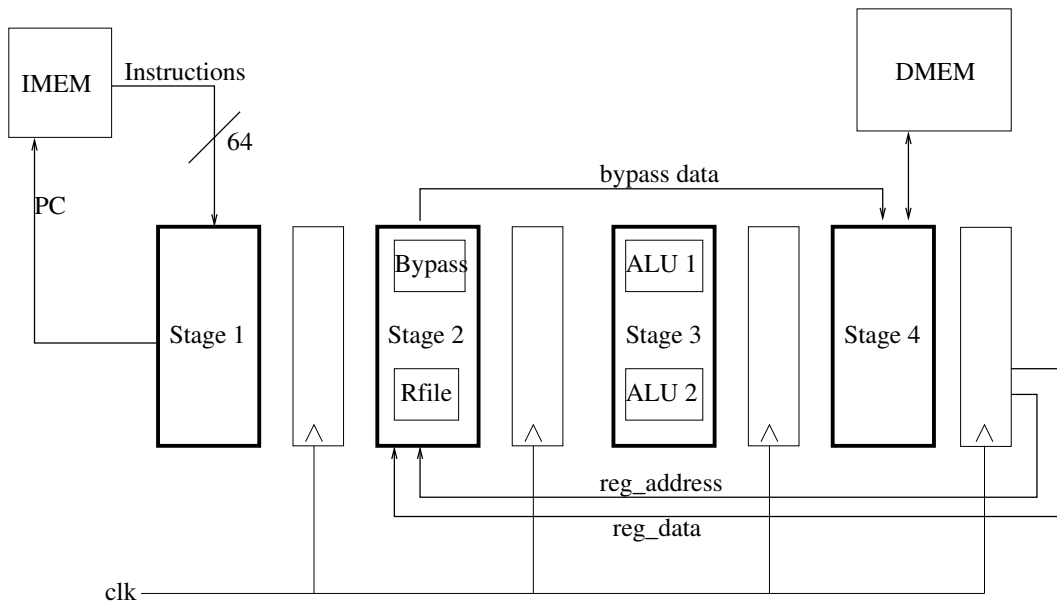 IMEM
Instructions
64
PC
DMEM
bypass data
Stage 1
Bypass
Stage 2
Rfile
ALU 1
Stage 3
ALU 2
Stage 4
reg_address
reg_data
clk